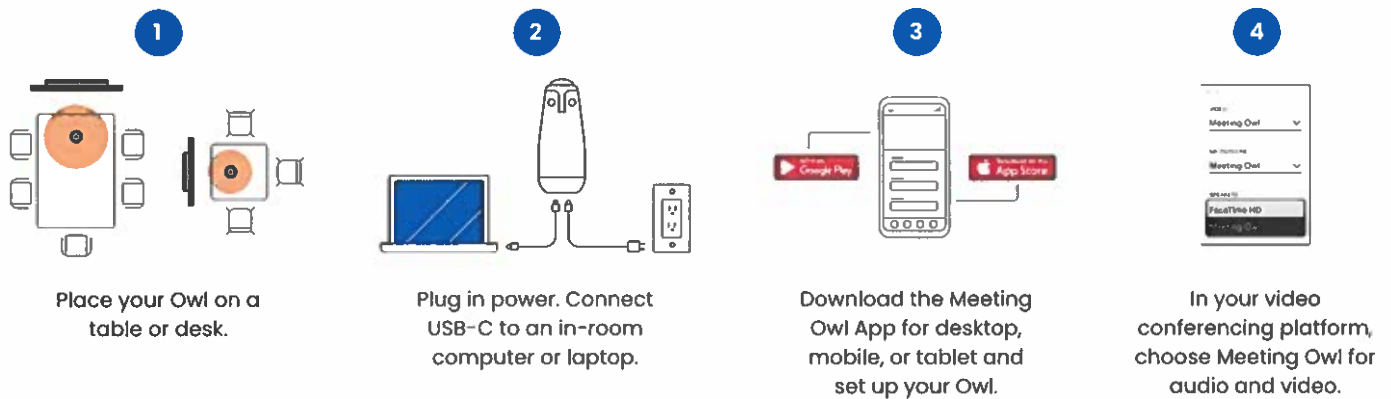 1
2
3
4
Google Play
App Store
Meeting Owl
Meeting Owl
SPEAKER
FaceTime HD
Meeting Owl
Place your Owl on a
table or desk.
Plug in power. Connect
USB-C to an in-room
computer or laptop.
Download the Meeting
Owl App for desktop,
mobile, or tablet and
set up your Owl.
In your video
conferencing platform,
choose Meeting Owl for
audio and video.